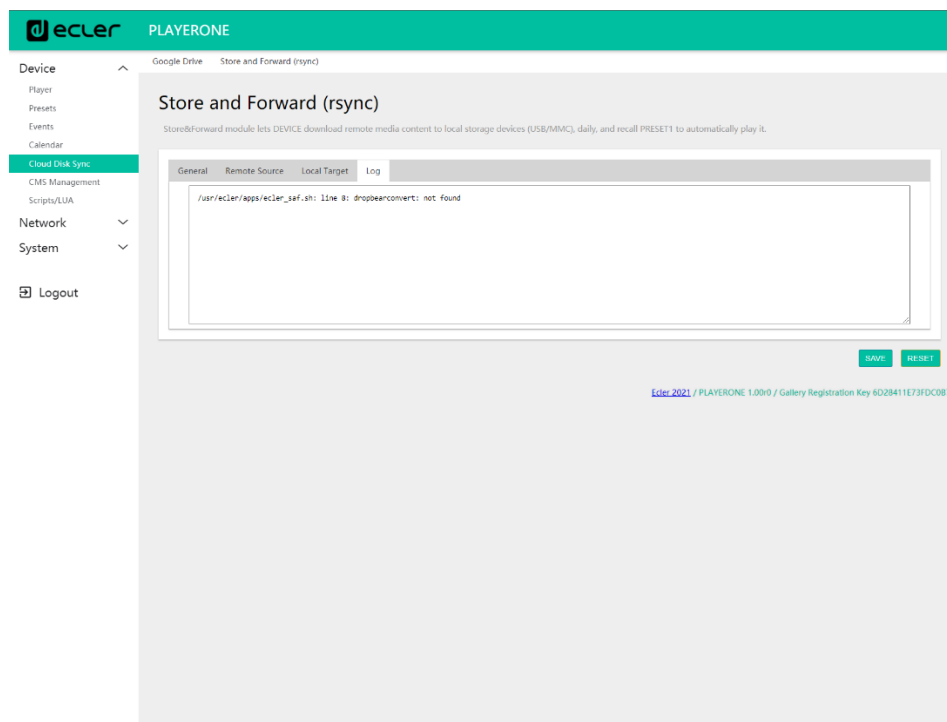 ecler
PLAYERONE
Device
Player
Presets
Events
Calendar
Cloud Disk Sync
CMS Management
Scripts/LUA
Network
System
Logout
Google Drive Store and Forward (rsync)
Store and Forward (rsync)
Store&Forward module lets DEVICE download remote media content to local storage devices (USB/MMC), daily, and recall PRESET1 to automatically play it.
General Remote Source Local Target Log
/usr/ecler/apps/ecler_saf.sh: line 8: dropbearconvert: not found
SAVE RESET
Ecler 2021 / PLAYERONE 1.00r0 / Gallery Registration Key